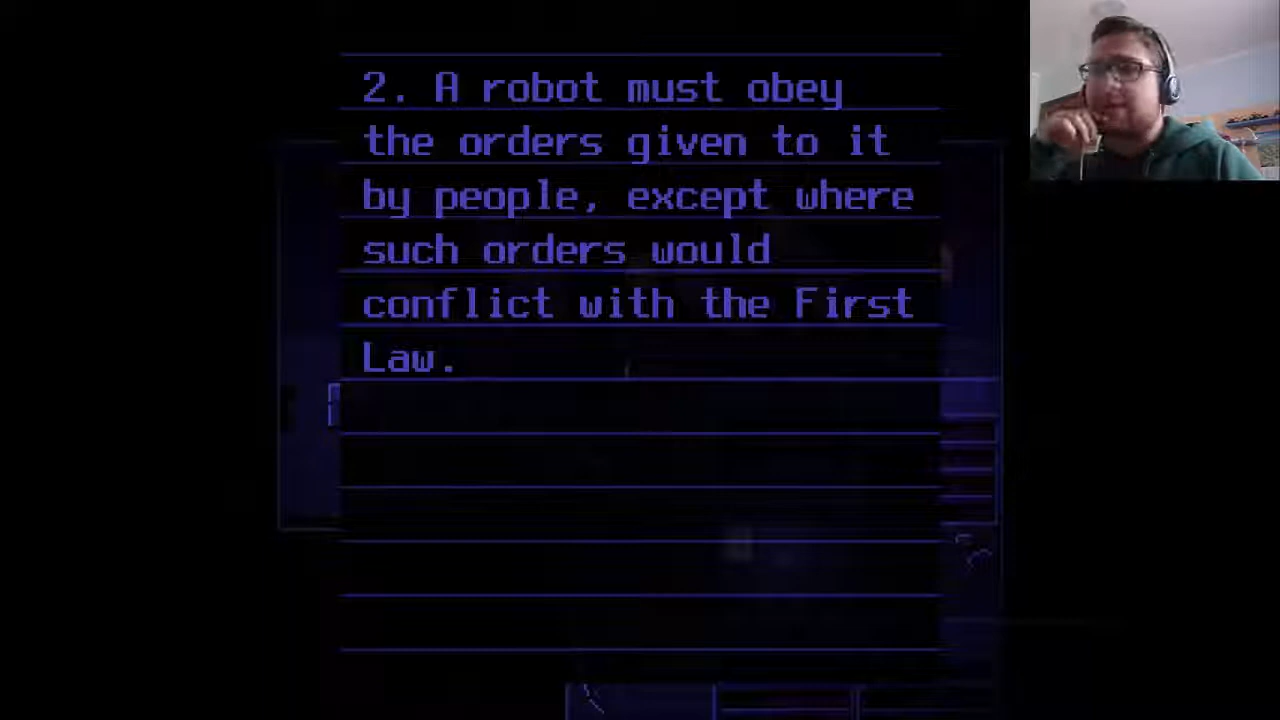 2. A robot must obey
the orders given to it
by people, except where
such orders would
conflict with the First
Law.